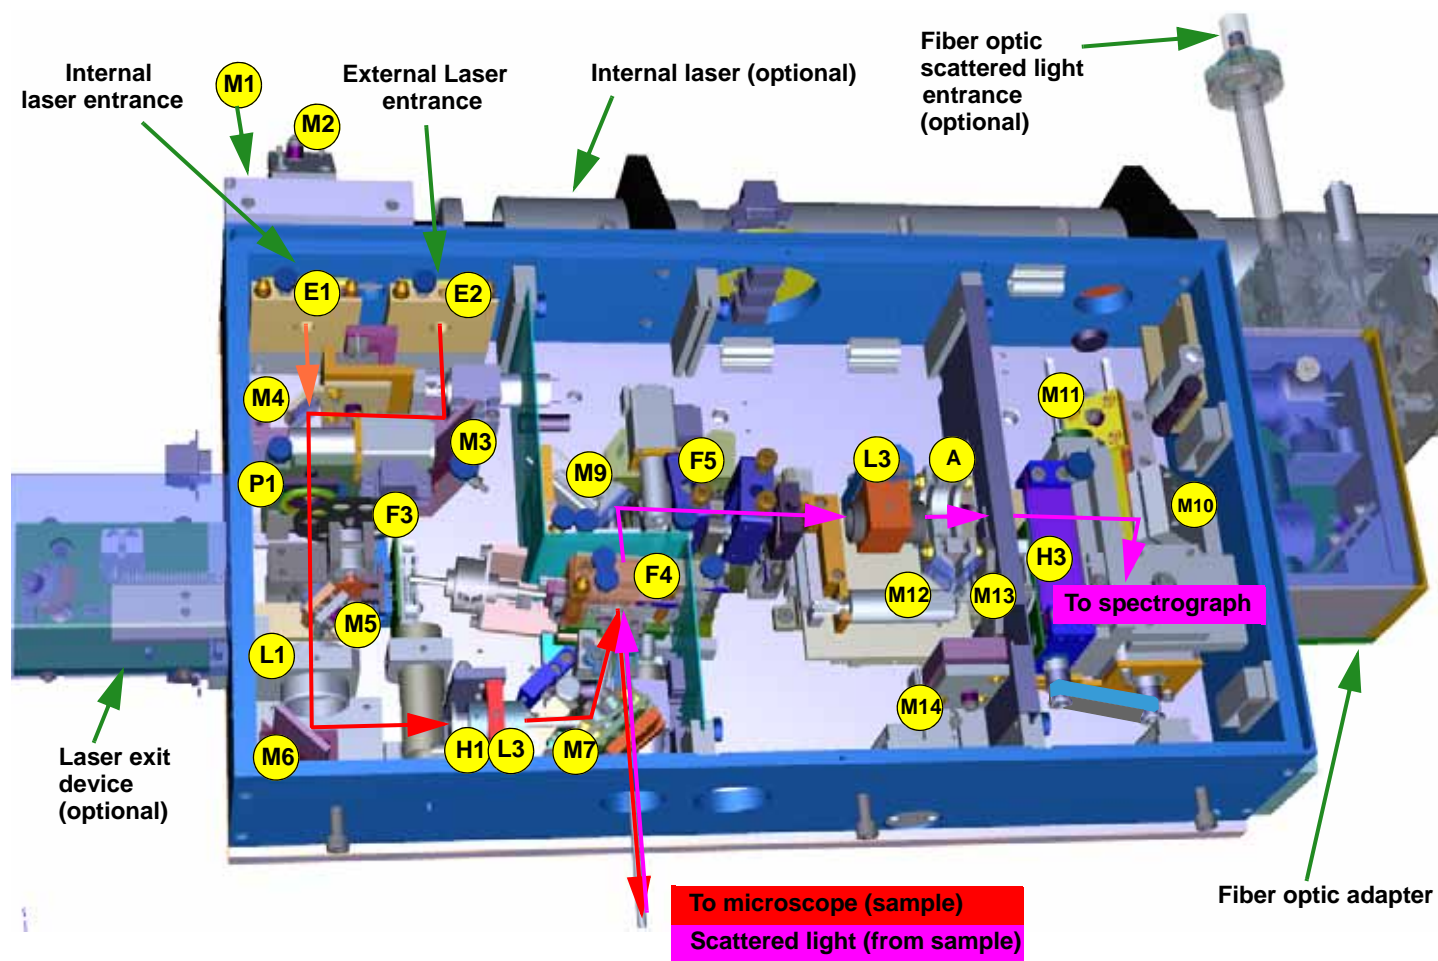 Internal
laser entrance
M1
M2
External Laser
entrance
Internal laser (optional)
Fiber optic
scattered light
entrance
(optional)
E1
E2
M4
M3
M11
P1
F3
M9
F5
L3
A
M10
F4
H3
M12
M13
To spectrograph
M5
L1
M14
M6
H1
L3
M7
Laser exit
device
(optional)
Fiber optic adapter
To microscope (sample)
Scattered light (from sample)